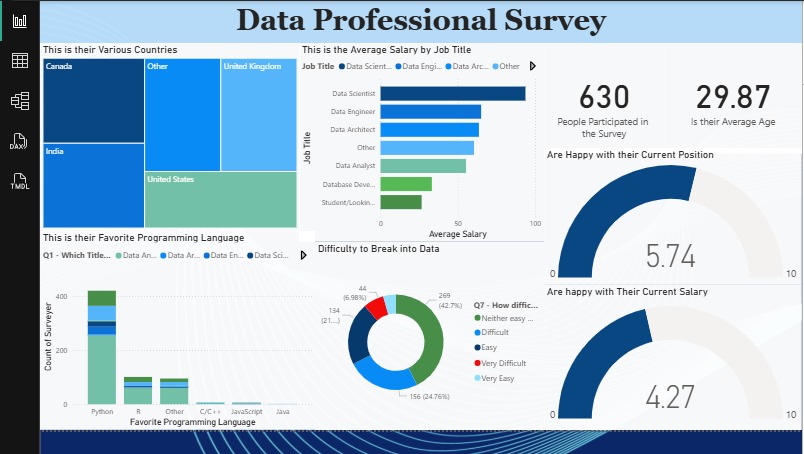 Data Professional Survey
This is their Various Countries
Canada
Other
United Kingdom
India
United States
This is the Average Salary by Job Title
Job Title
Data Scient...
Data Engi...
Data Arc...
Other
Job Title
Data Scientist
Data Engineer
Data Architect
Other
Data Analyst
Database Deve...
Student/Lookin...
0
50
100
Average Salary
630
People Participated in
the Survey
29.87
Is their Average Age
Are Happy with their Current Position
5.74
0
10
This is their Favorite Programming Language
Q1 - Which Title...
Data An...
Data Ar...
Data En...
Data Sci...
Count of Surveyer
400
200
0
Python
R
Other
C/C++
JavaScript
Java
Favorite Programming Language
Difficulty to Break into Data
44
(6.98%)
269
(42.7%)
134
(21....)
156 (24.76%)
Q7 - How diffic...
Neither easy ...
Difficult
Easy
Very Difficult
Very Easy
Are happy with Their Current Salary
4.27
0
10
DAX
TMDL